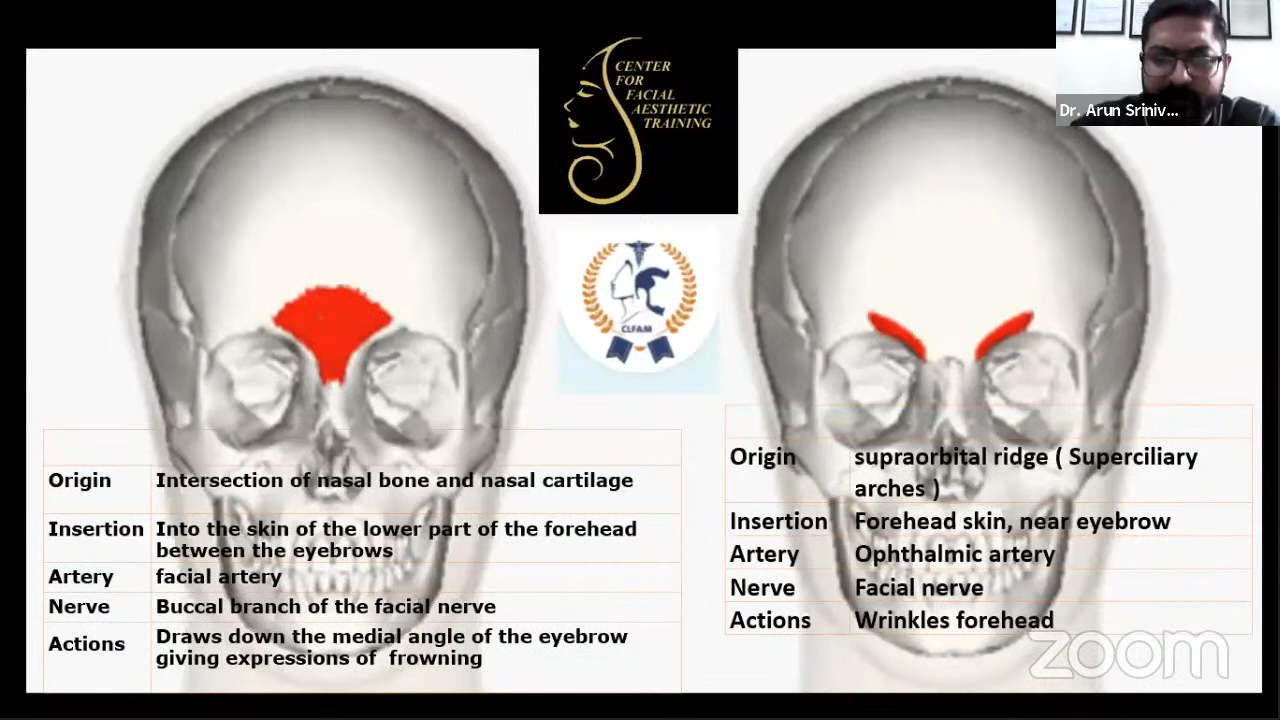 CENTER
FOR
FACIAL
AESTHETIC
TRAINING
Dr. Arun Sriniv...
CLFAM
Origin Intersection of nasal bone and nasal cartilage
Insertion Into the skin of the lower part of the forehead
between the eyebrows
Artery facial artery
Nerve Buccal branch of the facial nerve
Actions Draws down the medial angle of the eyebrow
giving expressions of frowning
Origin supraorbital ridge ( Superciliary
arches )
Insertion Forehead skin, near eyebrow
Artery Ophthalmic artery
Nerve Facial nerve
Actions Wrinkles forehead
zoom